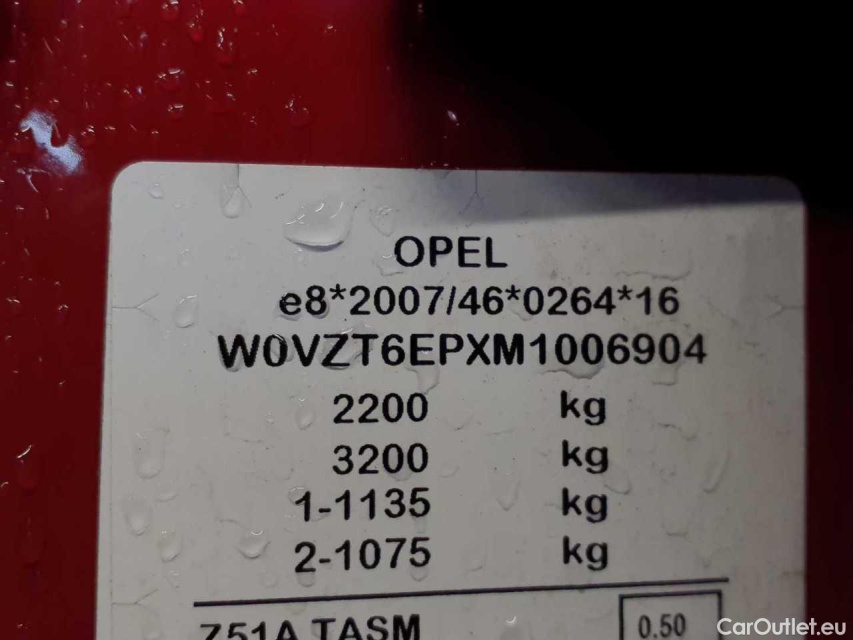 OPEL
e8*2007/46*0264*16
W0VZT6EPXM1006904
2200 kg
3200 kg
1-1135 kg
2-1075 kg
Z51A TASM 0.50
CarOutlet.eu